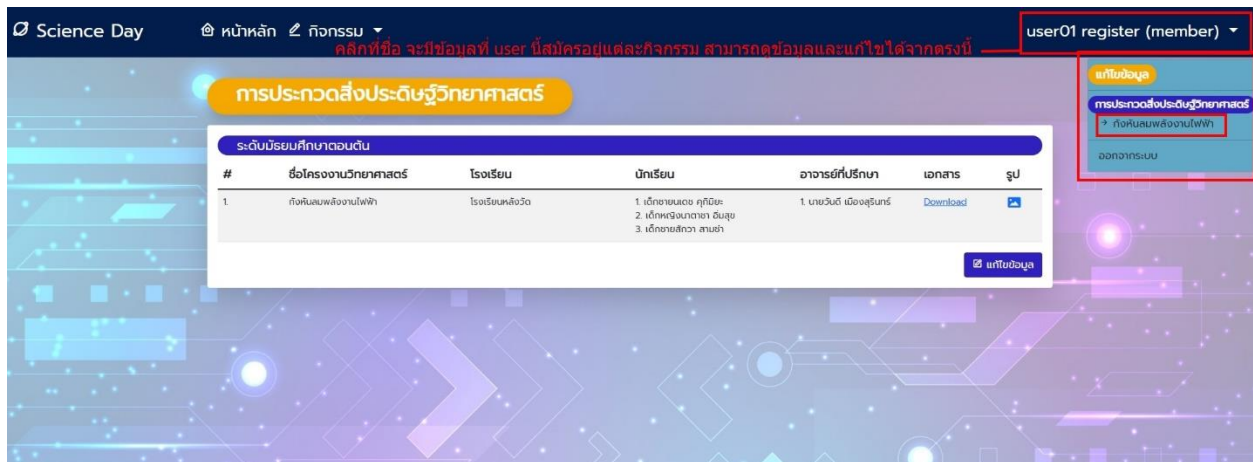 Science Day
หน้าหลัก
กิจกรรม
user01 register (member)
คลิกที่ชื่อ จะมีข้อมูลที่ user นี้สมัครอยู่แต่ละกิจกรรม สามารถดูข้อมูลและแก้ไขได้จากตรงนี้
แก้ไขข้อมูล
การประกวดสิ่งประดิษฐ์วิทยาศาสตร์
กังหันลมพลังงานไฟฟ้า
ออกจากระบบ
การประกวดสิ่งประดิษฐ์วิทยาศาสตร์
ระดับมัธยมศึกษาตอนต้น
# ชื่อโครงงานวิทยาศาสตร์ โรงเรียน นักเรียน อาจารย์ที่ปรึกษา เอกสาร รูป
1. กังหันลมพลังงานไฟฟ้า โรงเรียนหลังวัด 1. เด็กชายนเดช คุกิมิยะ 1. นายวันดี เมืองสุรินทร์ Download
2. เด็กหญิงนาตาชา อิ่มสุข
3. เด็กชายสักวา สามช่า
แก้ไขข้อมูล